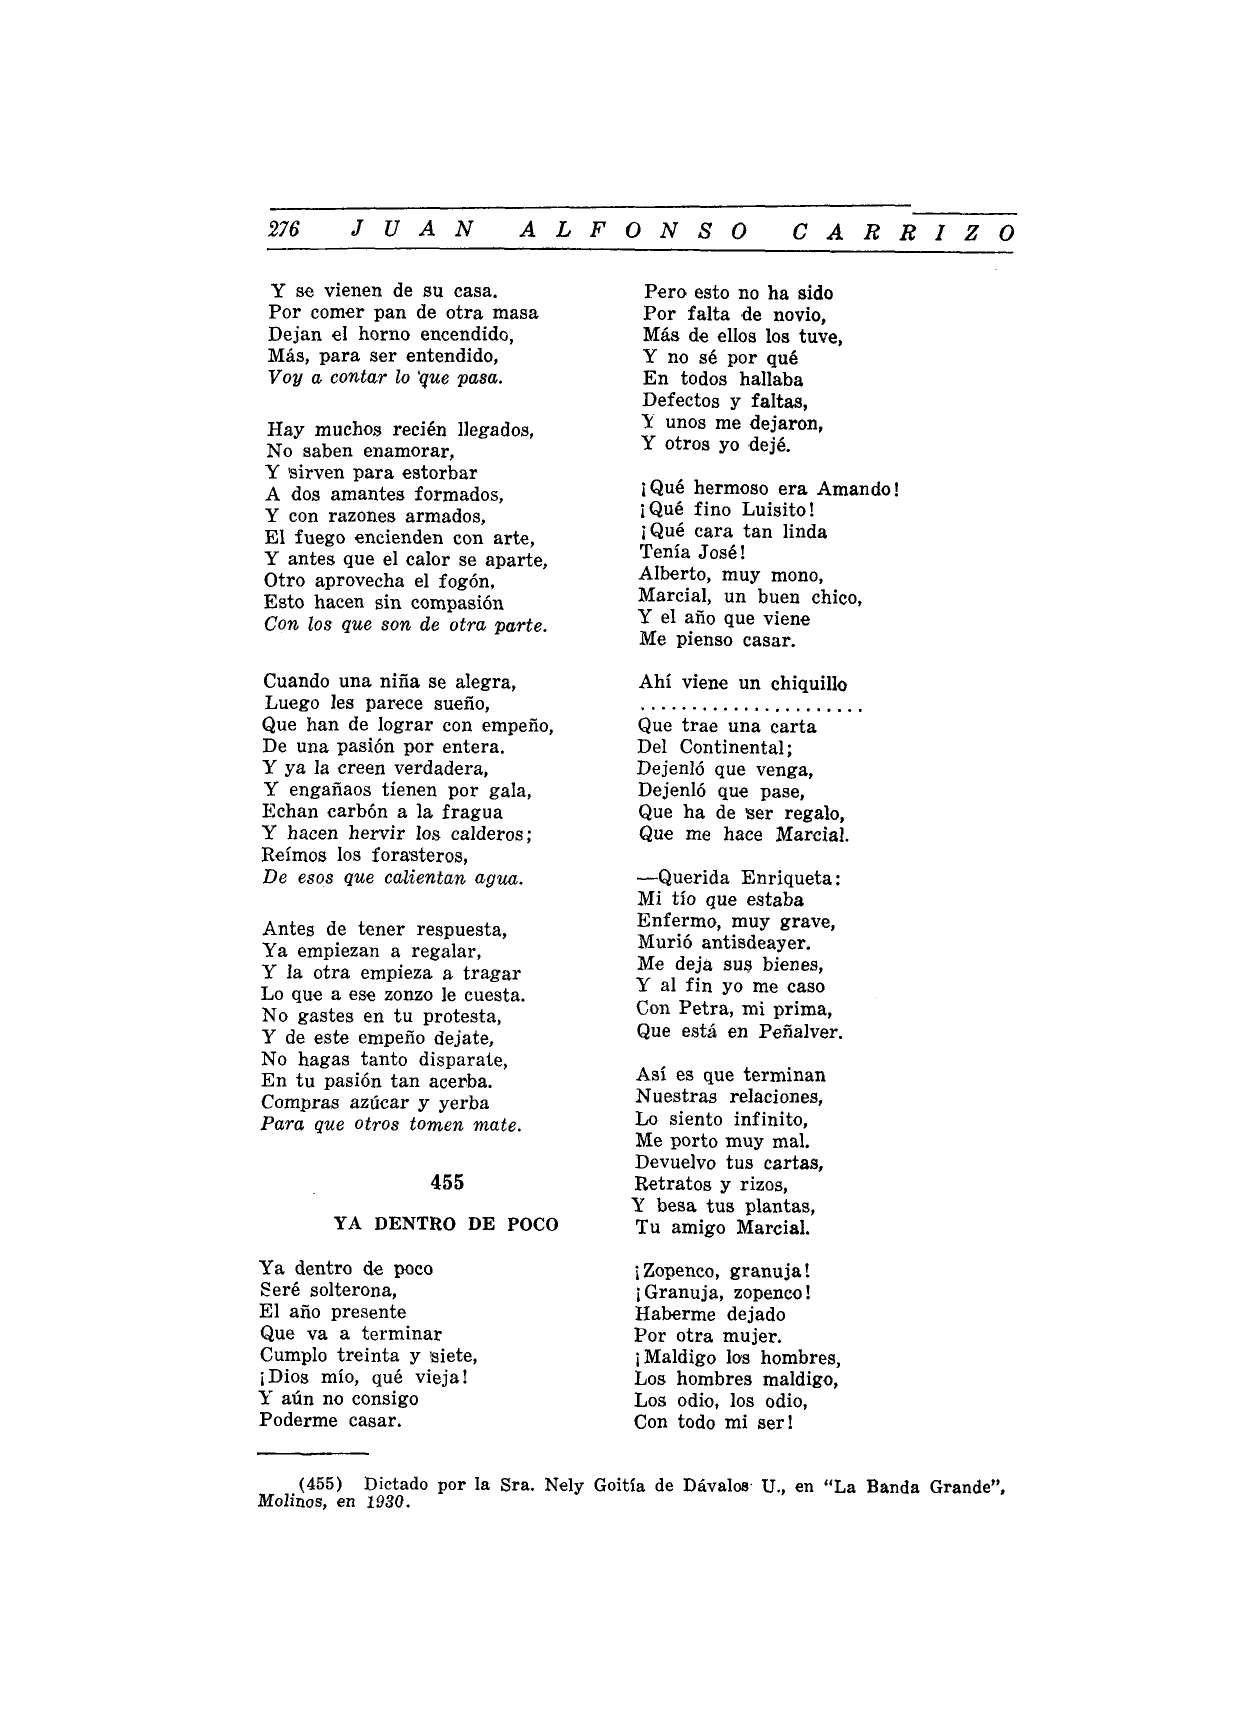 276 JUAN ALFONSO CARRIZO
Y se vienen de su casa.
Por comer pan de otra masa
Dejan el horno encendido,
Más, para ser entendido,
Voy a contar lo que pasa.
Hay muchos recién llegados,
No saben enamorar,
Y sirven para estorbar
A dos amantes formados,
Y con razones armados,
El fuego encienden con arte,
Y antes que el calor se aparte,
Otro aprovecha el fogón,
Esto hacen sin compasión
Con los que son de otra parte.
Cuando una niña se alegra,
Luego les parece sueño,
Que han de lograr con empeño,
De una pasión por entera.
Y ya la creen verdadera,
Y engañaos tienen por gala,
Echan carbón a la fragua
Y hacen hervir los calderos;
Reímos los forasteros,
De esos que calientan agua.
Antes de tener respuesta,
Ya empiezan a regalar,
Y la otra empieza a tragar
Lo que a ese zonzo le cuesta.
No gastes en tu protesta,
Y de este empeño dejate,
No hagas tanto disparate,
En tu pasión tan acerba.
Compras azúcar y yerba
Para que otros tomen mate.
455
YA DENTRO DE POCO
Ya dentro de poco
Seré solterona,
El año presente
Que va a terminar
Cumplo treinta y siete,
¡Dios mío, qué vieja!
Y aún no consigo
Poderme casar.
Pero esto no ha sido
Por falta de novio,
Más de ellos los tuve,
Y no sé por qué
En todos hallaba
Defectos y faltas,
Y unos me dejaron,
Y otros yo dejé.
¡Qué hermoso era Amando!
¡Qué fino Luisito!
¡Qué cara tan linda
Tenía José!
Alberto, muy mono,
Marcial, un buen chico,
Y el año que viene
Me pienso casar.
Ahí viene un chiquillo
......................
Que trae una carta
Del Continental;
Dejenló que venga,
Dejenló que pase,
Que ha de ser regalo,
Que me hace Marcial.
—Querida Enriqueta:
Mi tío que estaba
Enfermo, muy grave,
Murió antisdeayer.
Me deja sus bienes,
Y al fin yo me caso
Con Petra, mi prima,
Que está en Peñalver.
Así es que terminan
Nuestras relaciones,
Lo siento infinito,
Me porto muy mal.
Devuelvo tus cartas,
Retratos y rizos,
Y besa tus plantas,
Tu amigo Marcial.
¡Zopenco, granuja!
¡Granuja, zopenco!
Haberme dejado
Por otra mujer.
¡Maldigo los hombres,
Los hombres maldigo,
Los odio, los odio,
Con todo mi ser!
(455) Dictado por la Sra. Nely Goitía de Dávalos U., en “La Banda Grande”,
Molinos, en 1930.